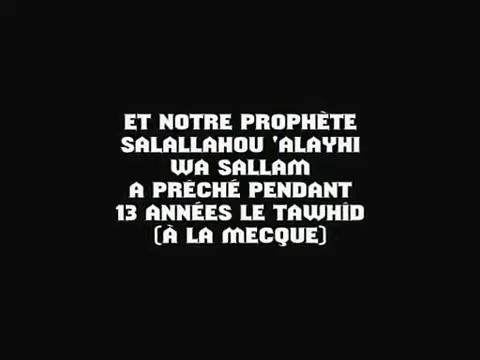 ET NOTRE PROPHÈTE
SALALLAHOU 'ALAYHI
WA SALLAM
A PRÊCHÉ PENDANT
13 ANNÉES LE TAWHÎD
(À LA MECQUE)